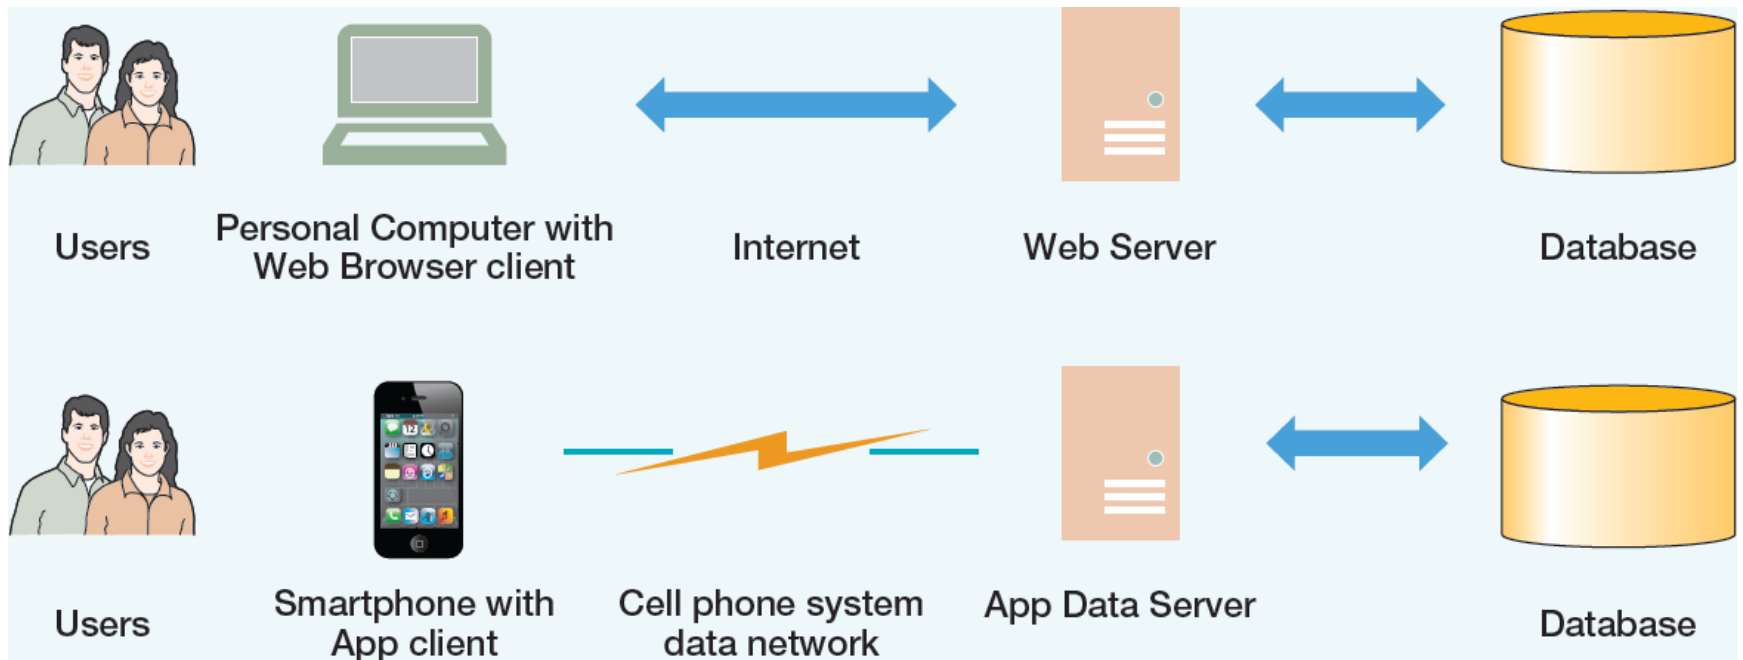 Users
Personal Computer with
Web Browser client
Internet
Web Server
Database
Users
Smartphone with
App client
Cell phone system
data network
App Data Server
Database